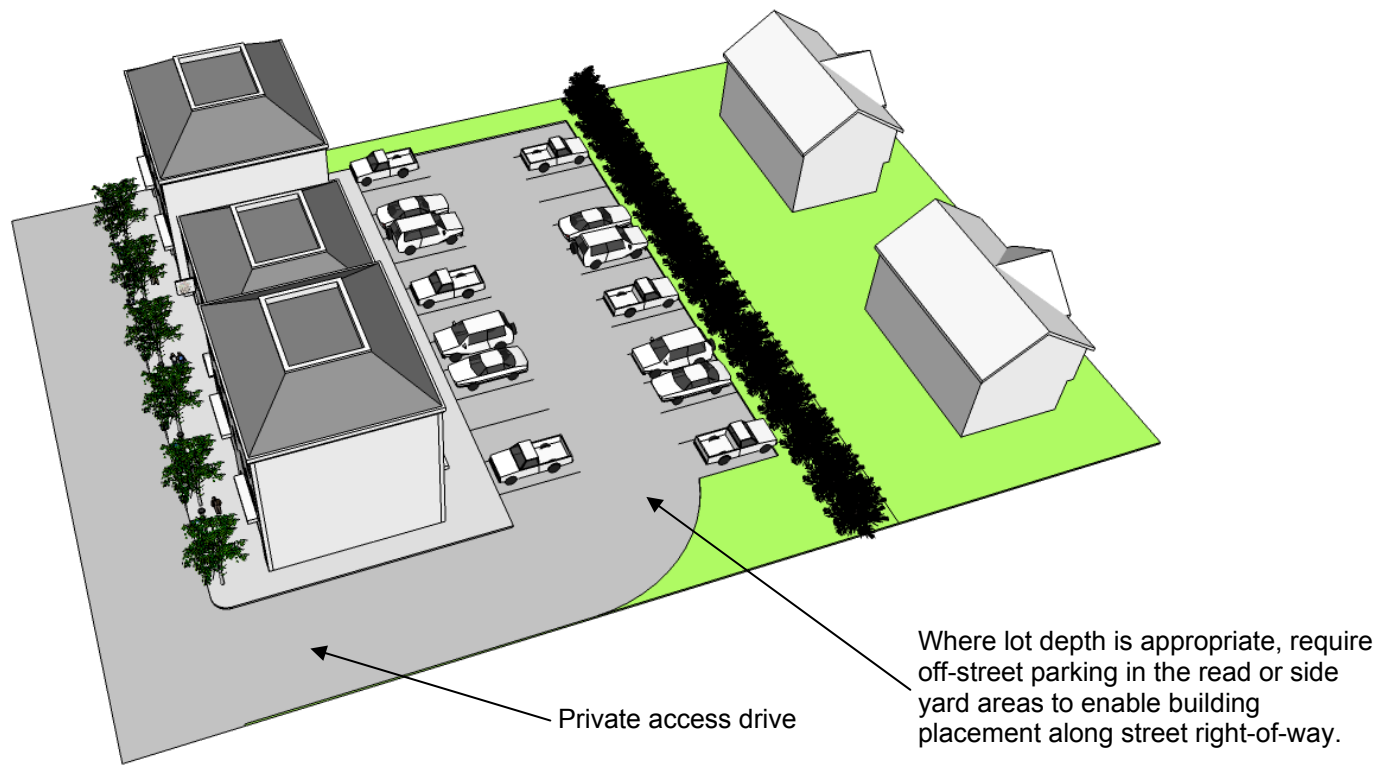 Private access drive
Where lot depth is appropriate, require
off-street parking in the read or side
yard areas to enable building
placement along street right-of-way.